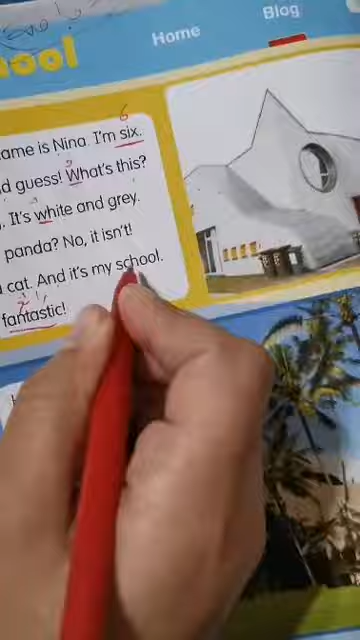 ool
Home
Blog
6
ame is Nina. I'm six.
d guess! What's this?
. It's white and grey.
panda? No, it isn't!
cat. And it's my school.
fantastic!